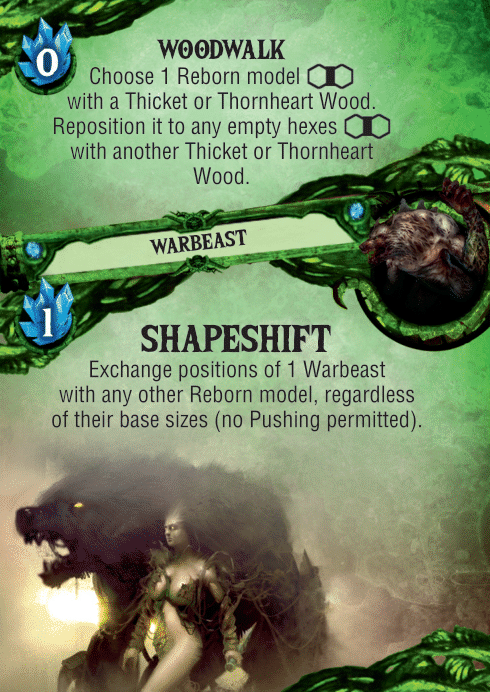 0
WOODWALK
Choose 1 Reborn model
with a Thicket or Thornheart Wood.
Reposition it to any empty hexes
with another Thicket or Thornheart
Wood.
WARBEAST
1
SHAPESHIFT
Exchange positions of 1 Warbeast
with any other Reborn model, regardless
of their base sizes (no Pushing permitted).